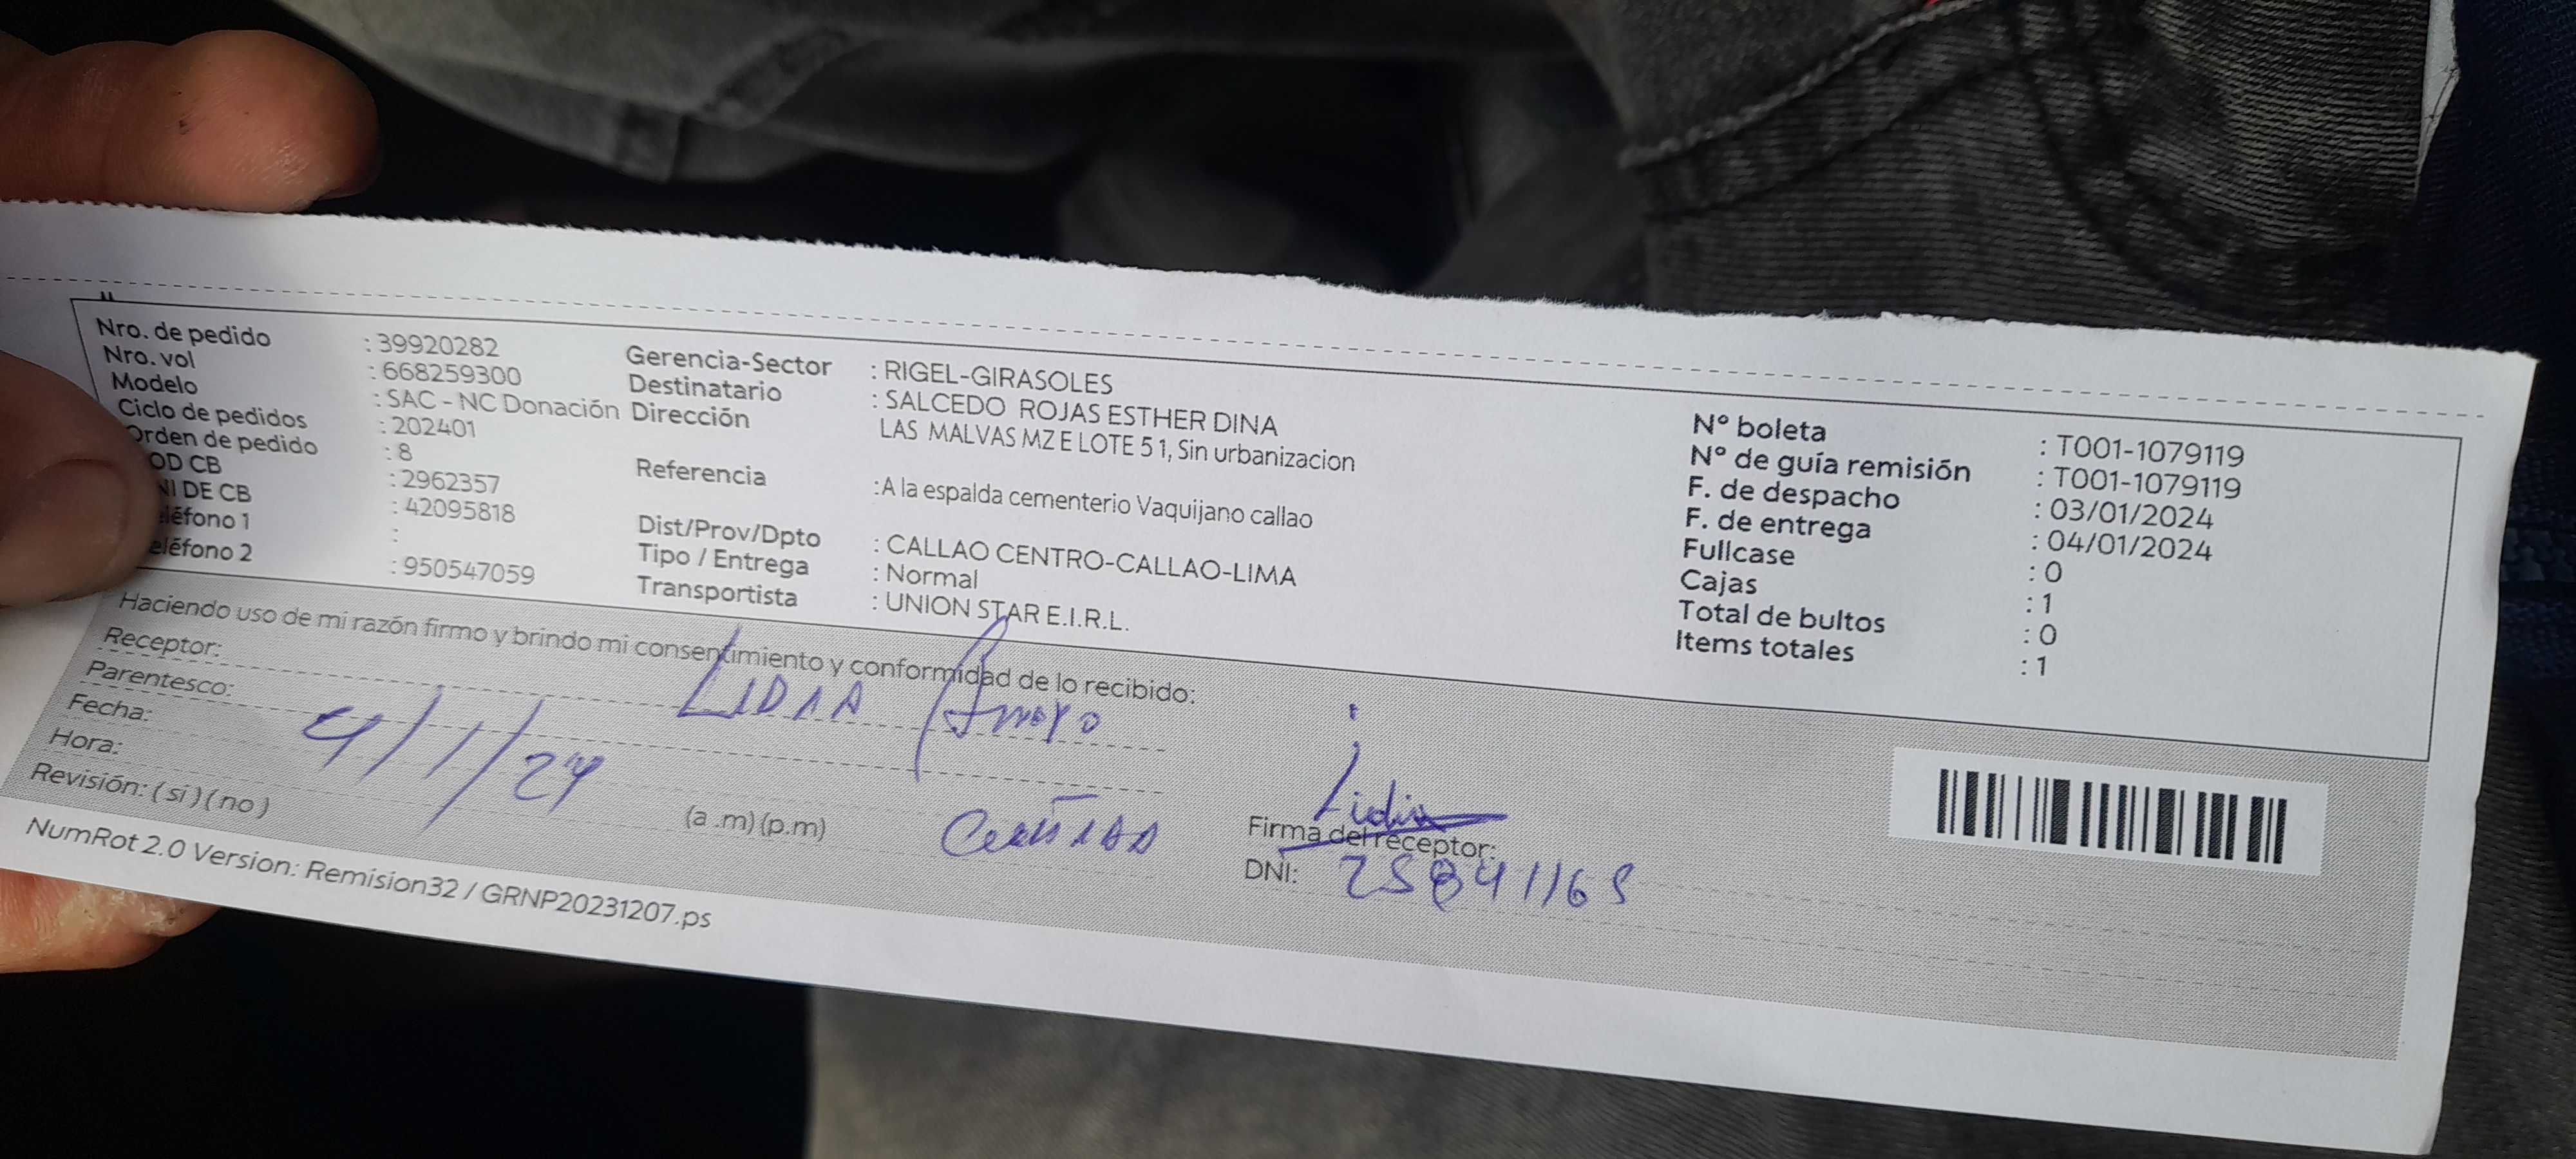 Nro. de pedido : 39920282
Nro. vol : 668259300
Modelo : SAC - NC Donación
Ciclo de pedidos : 202401
Orden de pedido : 8
OD CB : 2962357
NI DE CB : 42095818
eléfono 1 :
eléfono 2 : 950547059
Gerencia-Sector : RIGEL-GIRASOLES
Destinatario : SALCEDO ROJAS ESTHER DINA
Dirección LAS MALVAS MZ E LOTE 5 1, Sin urbanizacion
Referencia :A la espalda cementerio Vaquijano callao
Dist/Prov/Dpto : CALLAO CENTRO-CALLAO-LIMA
Tipo / Entrega : Normal
Transportista : UNION STAR E.I.R.L.
N° boleta : T001-1079119
N° de guía remisión : T001-1079119
F. de despacho : 03/01/2024
F. de entrega : 04/01/2024
Fullcase : 0
Cajas : 1
Total de bultos : 0
Items totales : 1
Haciendo uso de mi razón firmo y brindo mi consentimiento y conformidad de lo recibido:
Receptor: LIDIA
Parentesco:
Fecha: 4/1/24
Hora: (a .m) (p.m)
Revisión: ( si ) ( no )
Lidia
Firma del receptor:
DNI: 25841165
NumRot 2.0 Version: Remision32 / GRNP20231207.ps